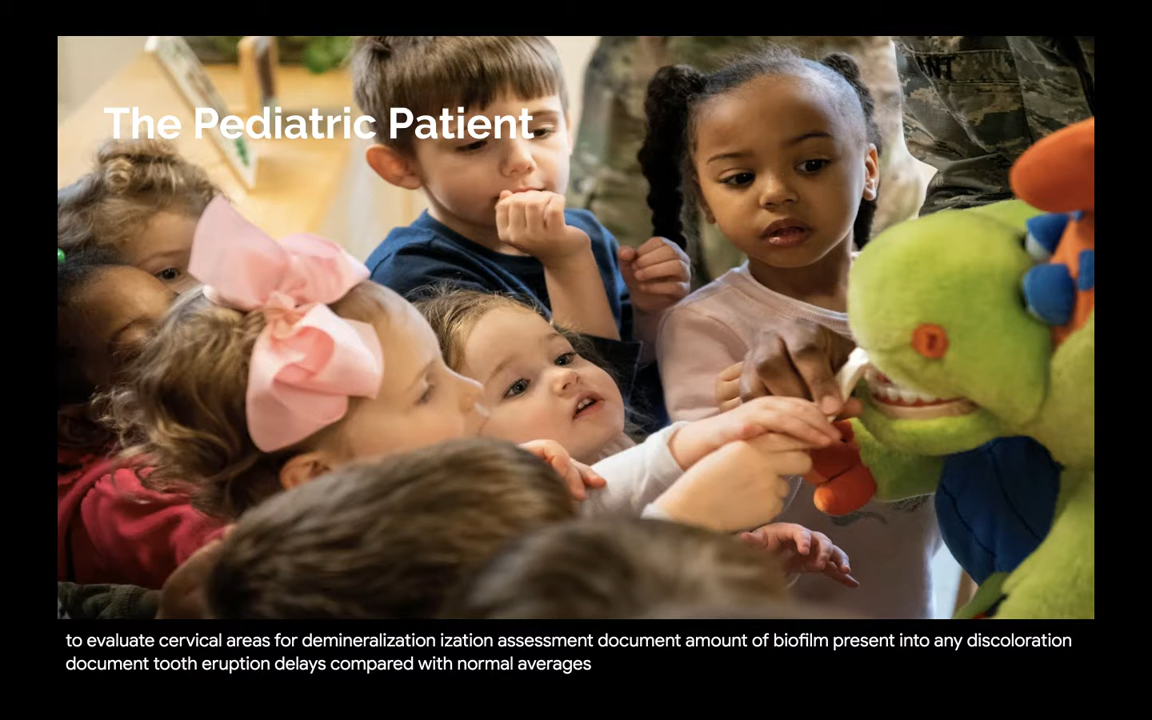 The Pediatric Patient
to evaluate cervical areas for demineralization ization assessment document amount of biofilm present into any discoloration
document tooth eruption delays compared with normal averages